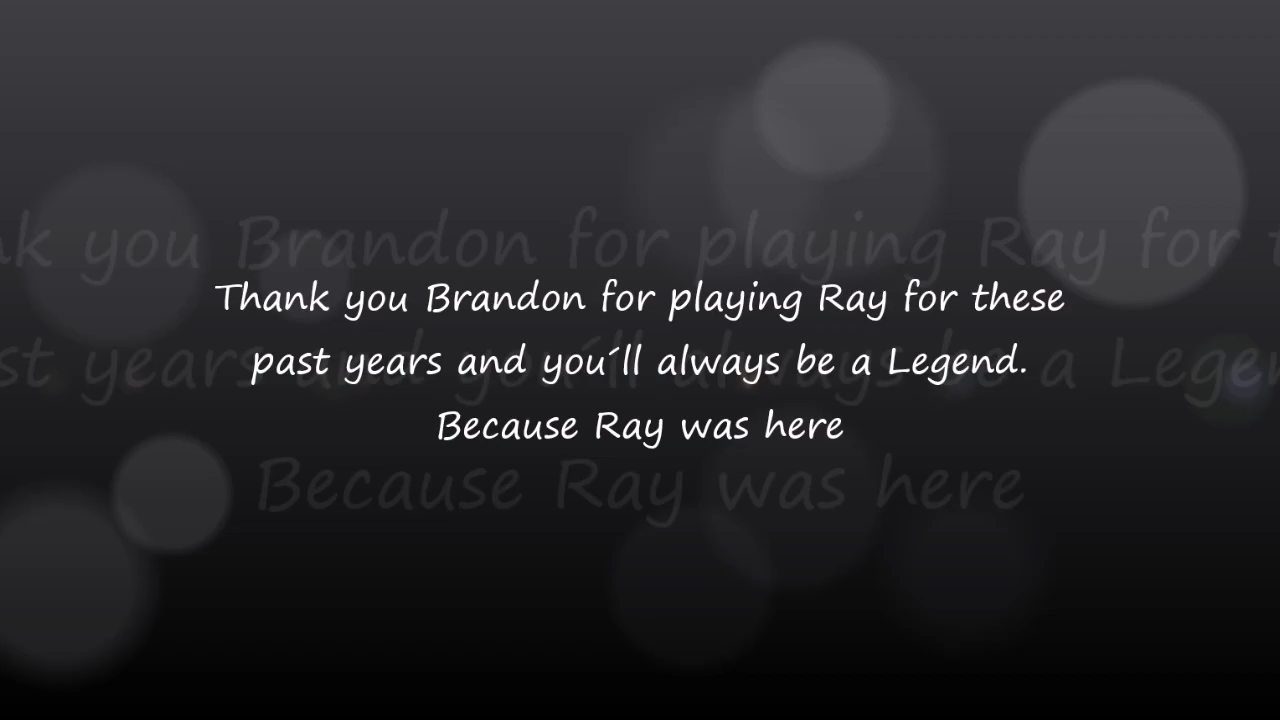 Thank you Brandon for playing Ray for these
past years and you´ll always be a Legend.
Because Ray was here